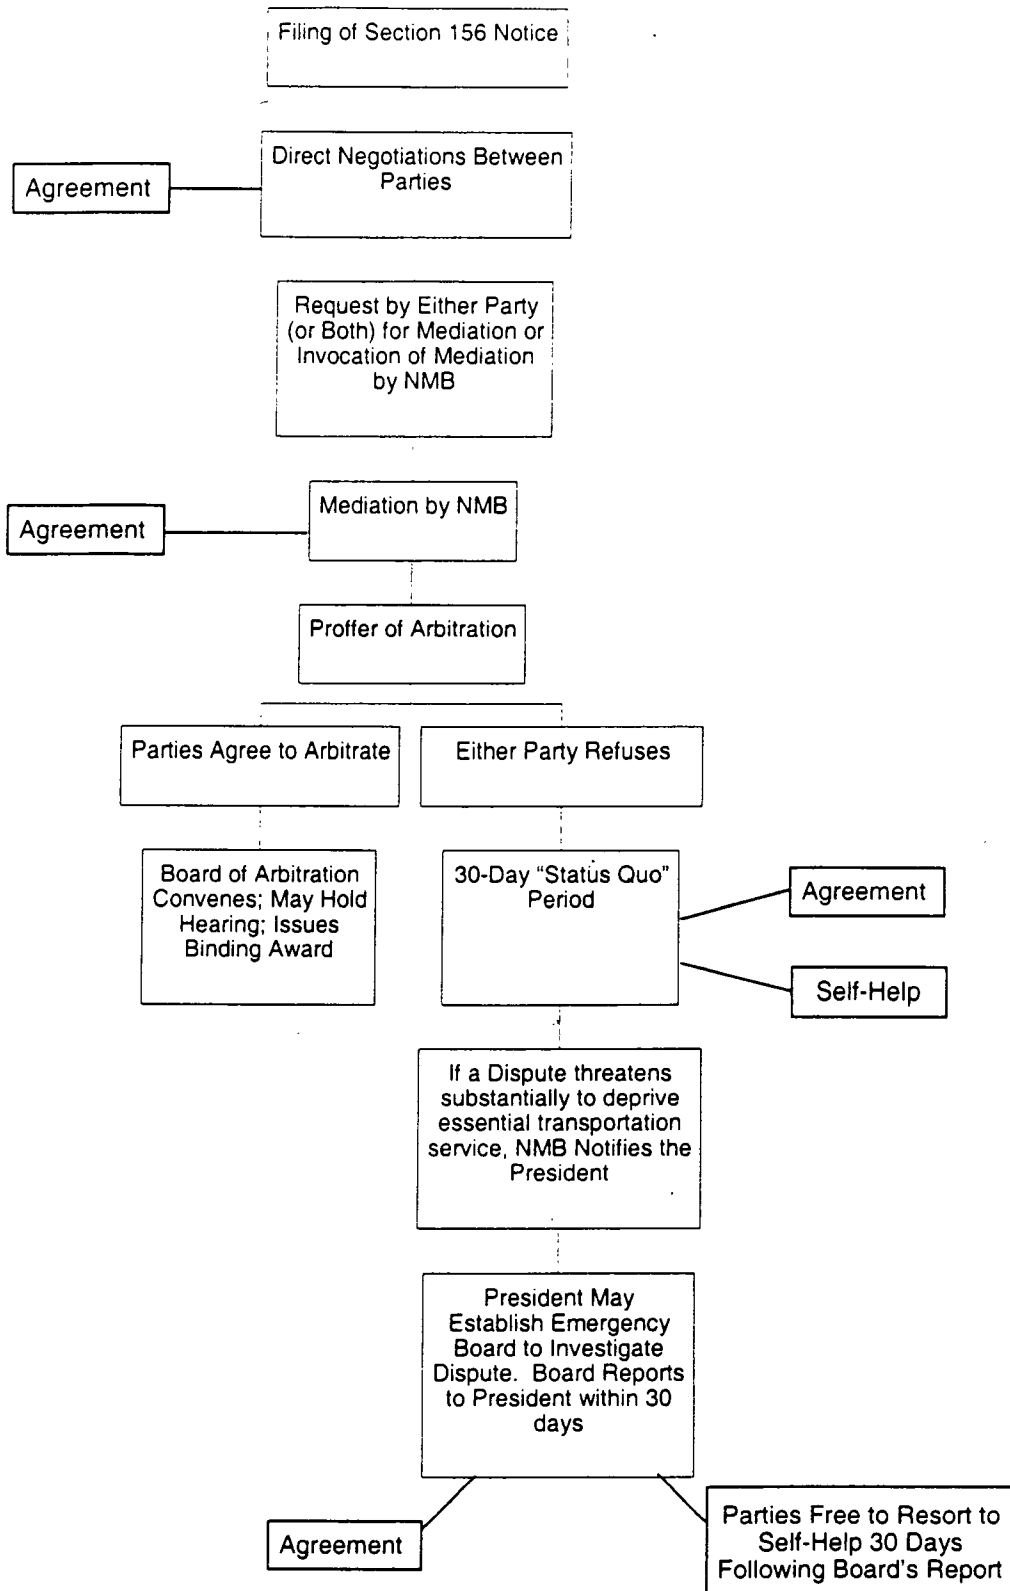 Filing of Section 156 Notice
Direct Negotiations Between
Parties
Agreement
Request by Either Party
(or Both) for Mediation or
Invocation of Mediation
by NMB
Mediation by NMB
Agreement
Proffer of Arbitration
Parties Agree to Arbitrate
Either Party Refuses
Board of Arbitration
Convenes; May Hold
Hearing; Issues
Binding Award
30-Day "Status Quo"
Period
Agreement
Self-Help
If a Dispute threatens
substantially to deprive
essential transportation
service, NMB Notifies the
President
President May
Establish Emergency
Board to Investigate
Dispute. Board Reports
to President within 30
days
Agreement
Parties Free to Resort to
Self-Help 30 Days
Following Board's Report